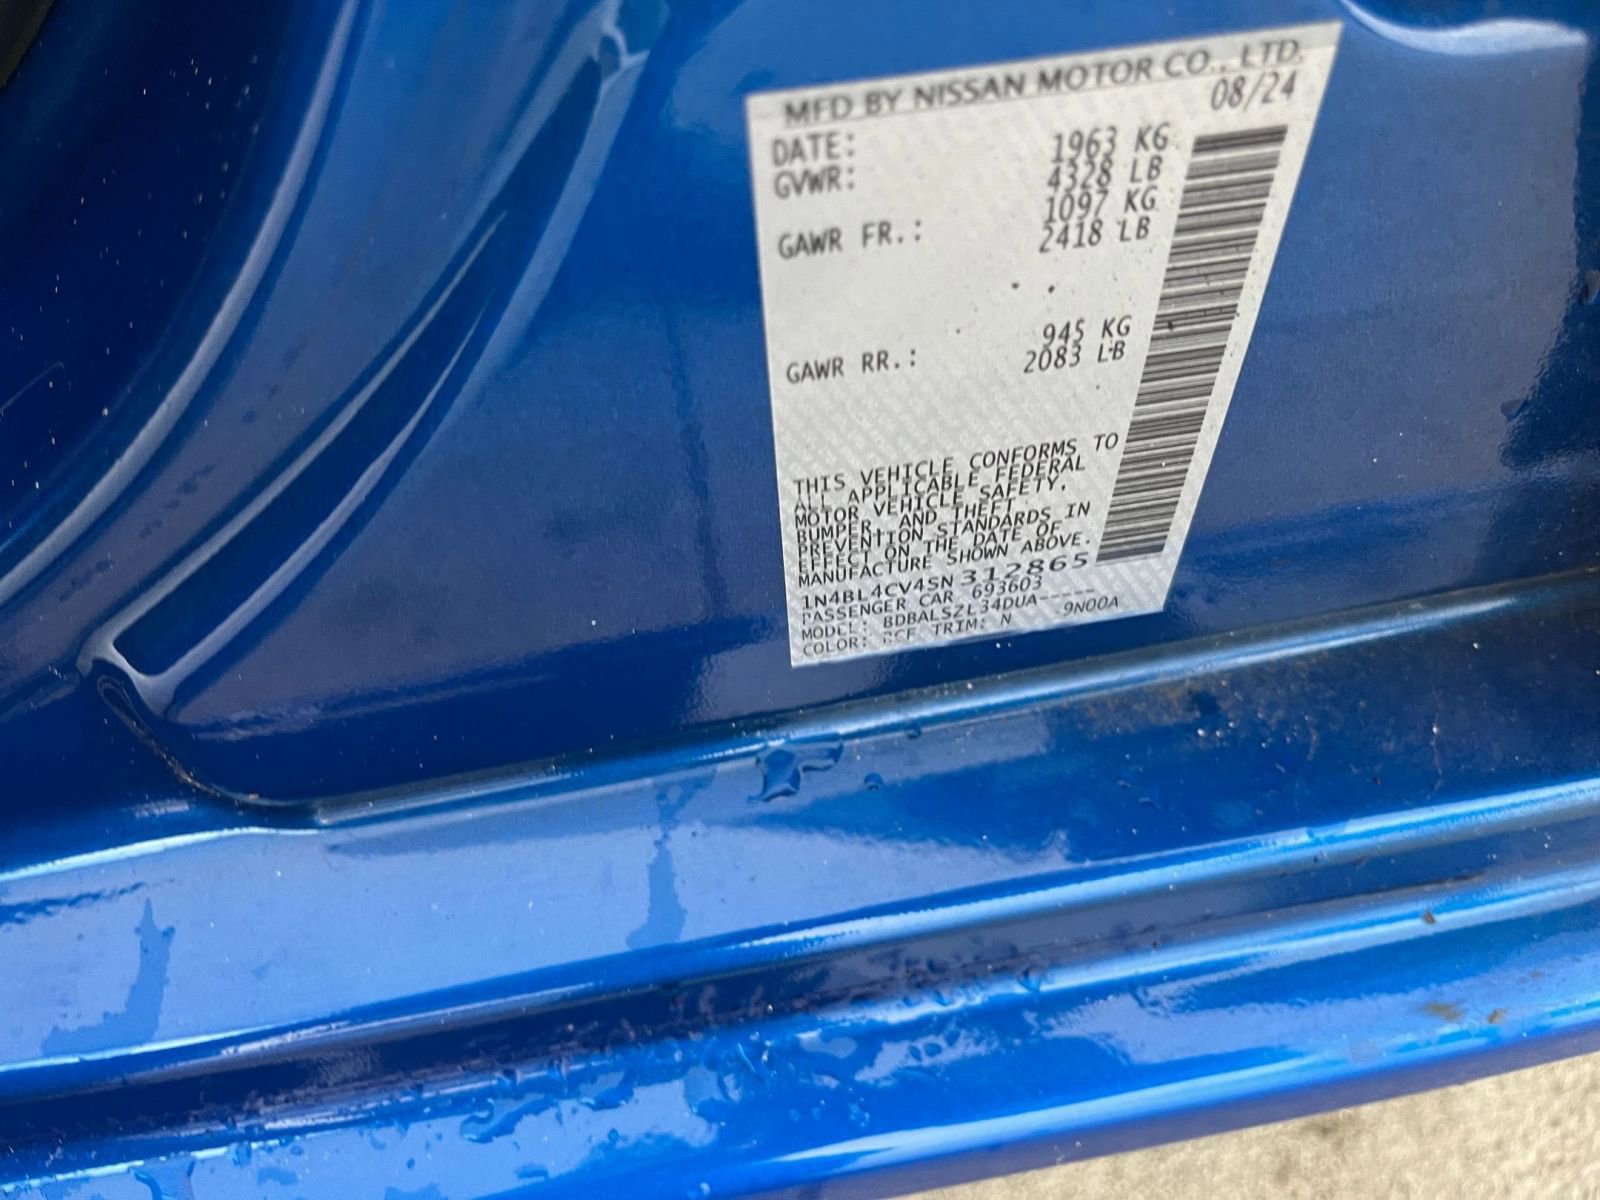 MFD BY NISSAN MOTOR CO., LTD.
DATE: 08/24
GVWR: 1963 KG
4328 LB
GAWR FR.: 1097 KG
2418 LB
GAWR RR.: 945 KG
2083 LB
THIS VEHICLE CONFORMS TO
ALL APPLICABLE FEDERAL
MOTOR VEHICLE SAFETY,
BUMPER, AND THEFT
PREVENTION STANDARDS IN
EFFECT ON THE DATE OF
MANUFACTURE SHOWN ABOVE.
1N4BL4CV4SN312865
PASSENGER CAR 693603
MODEL: BDBALSZL34DUA-----
COLOR: TRIM: N 9N00A